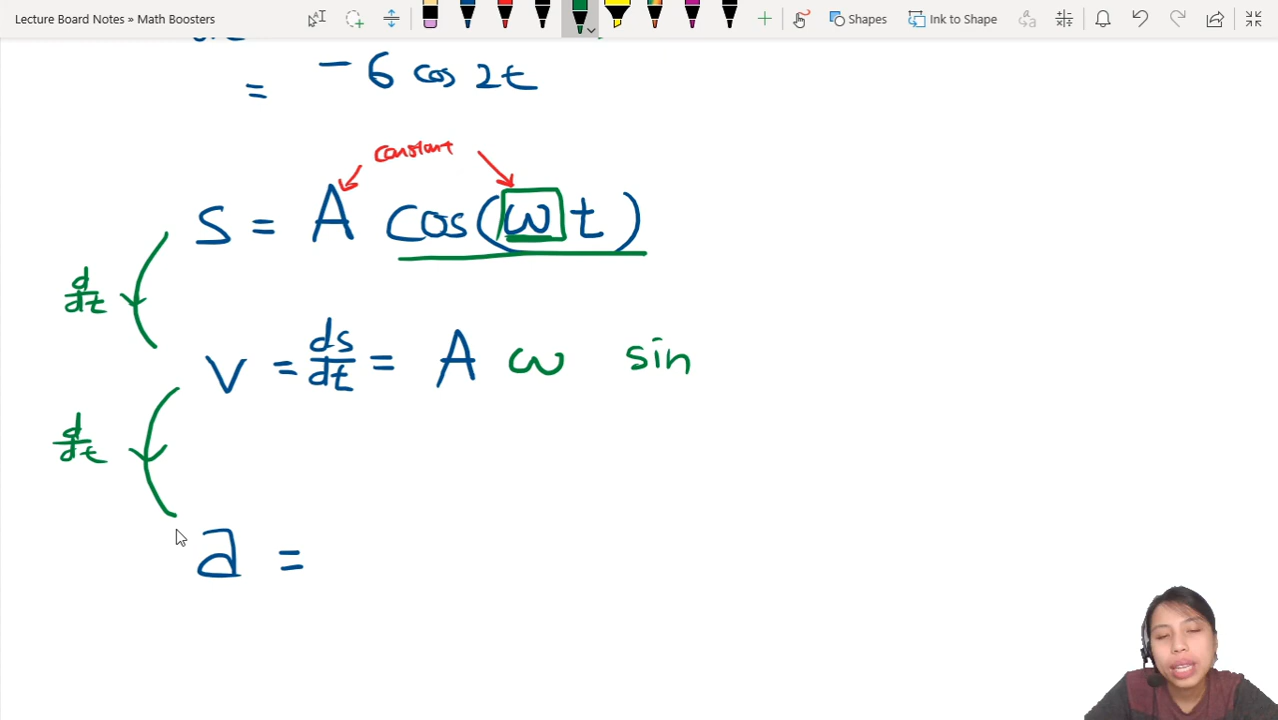 Lecture Board Notes » Math Boosters
Shapes
Ink to Shape
= - 6 cos 2t
constant
s = A cos(ωt)
d/dt
v = ds/dt = A ω sin
d/dt
a =